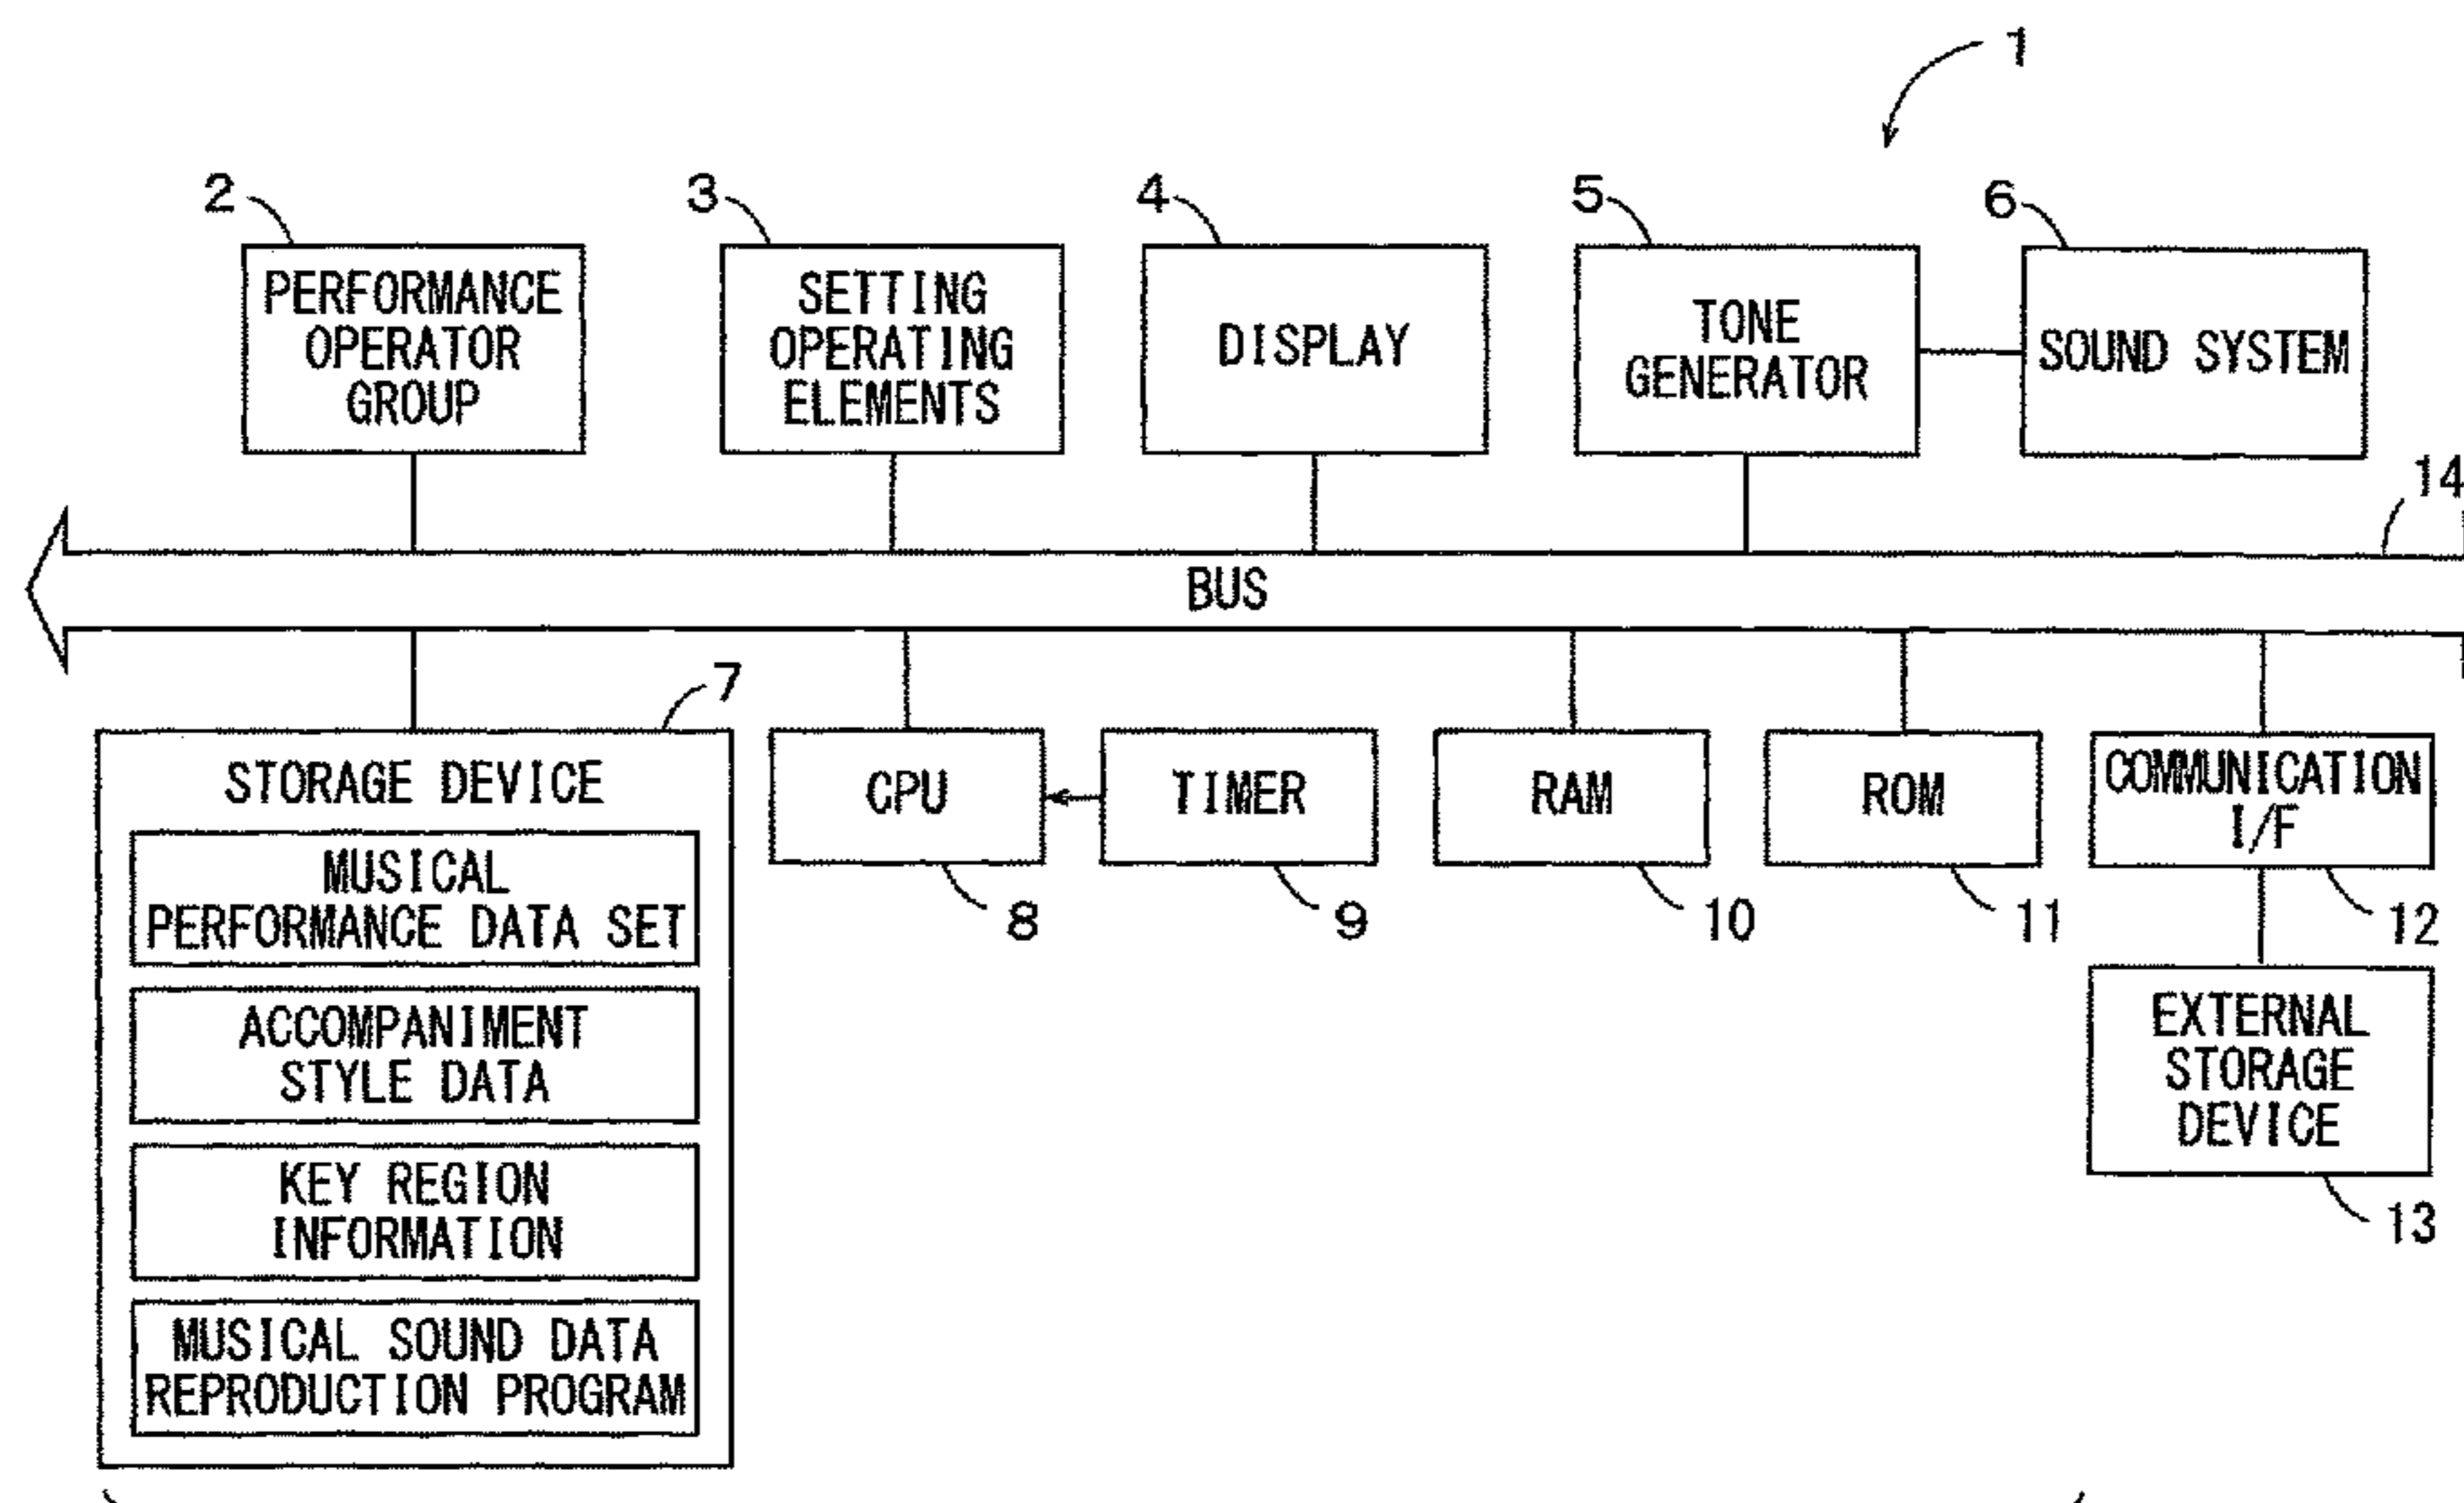 1
2
3
4
5
6
PERFORMANCE
OPERATOR
GROUP
SETTING
OPERATING
ELEMENTS
DISPLAY
TONE
GENERATOR
SOUND SYSTEM
14
BUS
7
STORAGE DEVICE
MUSICAL
PERFORMANCE DATA SET
ACCOMPANIMENT
STYLE DATA
KEY REGION
INFORMATION
MUSICAL SOUND DATA
REPRODUCTION PROGRAM
CPU
TIMER
RAM
ROM
COMMUNICATION
I/F
8
9
10
11
12
EXTERNAL
STORAGE
DEVICE
13